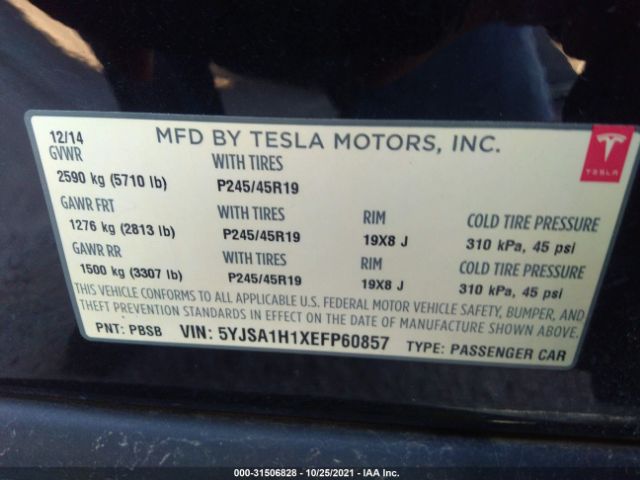 12/14 MFD BY TESLA MOTORS, INC.
TESLA
GVWR WITH TIRES
2590 kg (5710 lb) P245/45R19
GAWR FRT WITH TIRES RIM COLD TIRE PRESSURE
1276 kg (2813 lb) P245/45R19 19X8 J 310 kPa, 45 psi
GAWR RR WITH TIRES RIM COLD TIRE PRESSURE
1500 kg (3307 lb) P245/45R19 19X8 J 310 kPa, 45 psi
THIS VEHICLE CONFORMS TO ALL APPLICABLE U.S. FEDERAL MOTOR VEHICLE SAFETY, BUMPER, AND
THEFT PREVENTION STANDARDS IN EFFECT ON THE DATE OF MANUFACTURE SHOWN ABOVE.
PNT: PBSB VIN: 5YJSA1H1XEFP60857 TYPE: PASSENGER CAR
000-31506828 - 10/25/2021 - IAA Inc.